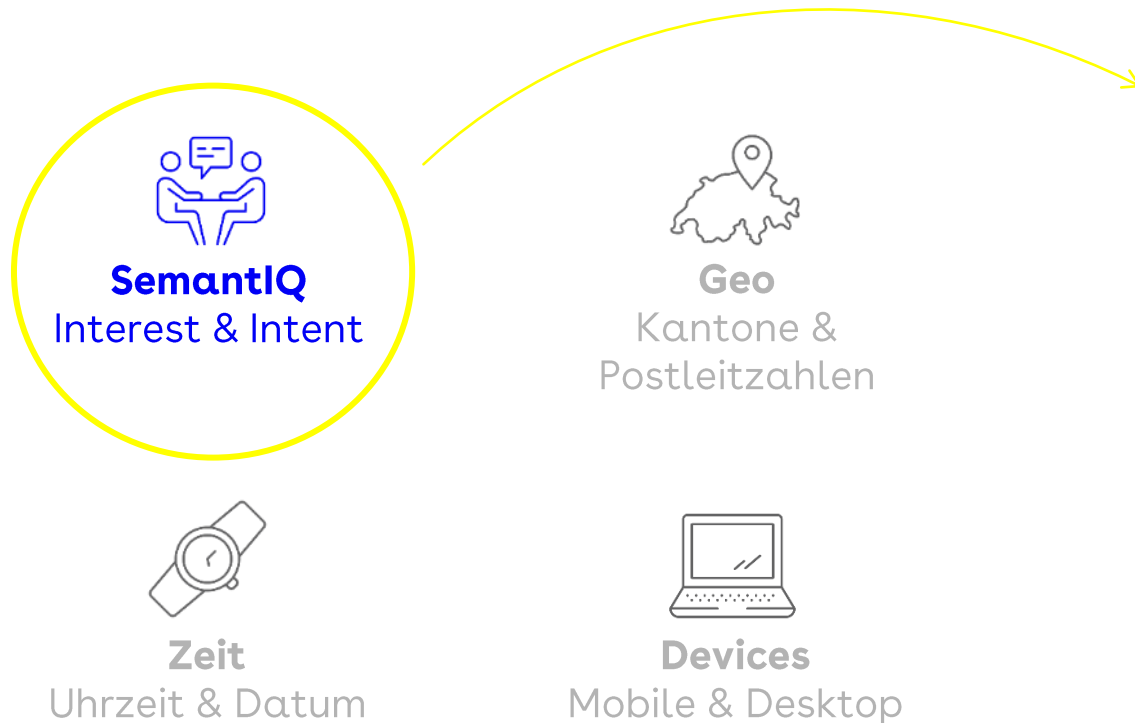 SemantIQ
Interest & Intent
Geo
Kantone &
Postleitzahlen
Zeit
Uhrzeit & Datum
Devices
Mobile & Desktop